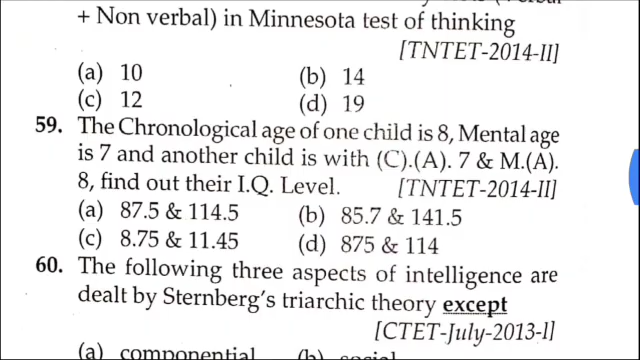 + Non verbal) in Minnesota test of thinking
[TNTET-2014-II]
(a) 10 (b) 14
(c) 12 (d) 19
59. The Chronological age of one child is 8, Mental age
is 7 and another child is with (C).(A). 7 & M.(A).
8, find out their I.Q. Level. [TNTET-2014-II]
(a) 87.5 & 114.5 (b) 85.7 & 141.5
(c) 8.75 & 11.45 (d) 875 & 114
60. The following three aspects of intelligence are
dealt by Sternberg's triarchic theory except
[CTET-July-2013-I]
(a) componential (b) social